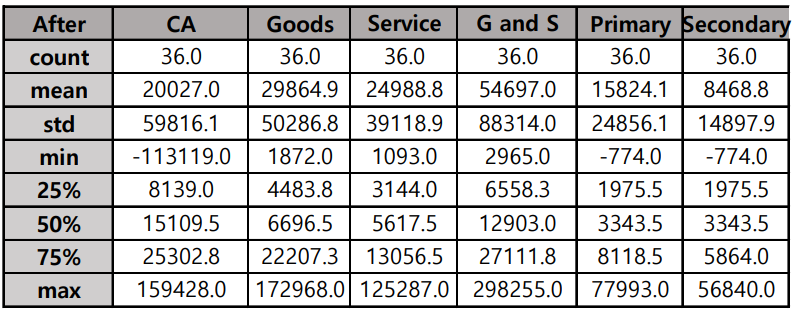 After CA Goods Service G and S Primary Secondary
count 36.0 36.0 36.0 36.0 36.0 36.0
mean 20027.0 29864.9 24988.8 54697.0 15824.1 8468.8
std 59816.1 50286.8 39118.9 88314.0 24856.1 14897.9
min -113119.0 1872.0 1093.0 2965.0 -774.0 -774.0
25% 8139.0 4483.8 3144.0 6558.3 1975.5 1975.5
50% 15109.5 6696.5 5617.5 12903.0 3343.5 3343.5
75% 25302.8 22207.3 13056.5 27111.8 8118.5 5864.0
max 159428.0 172968.0 125287.0 298255.0 77993.0 56840.0